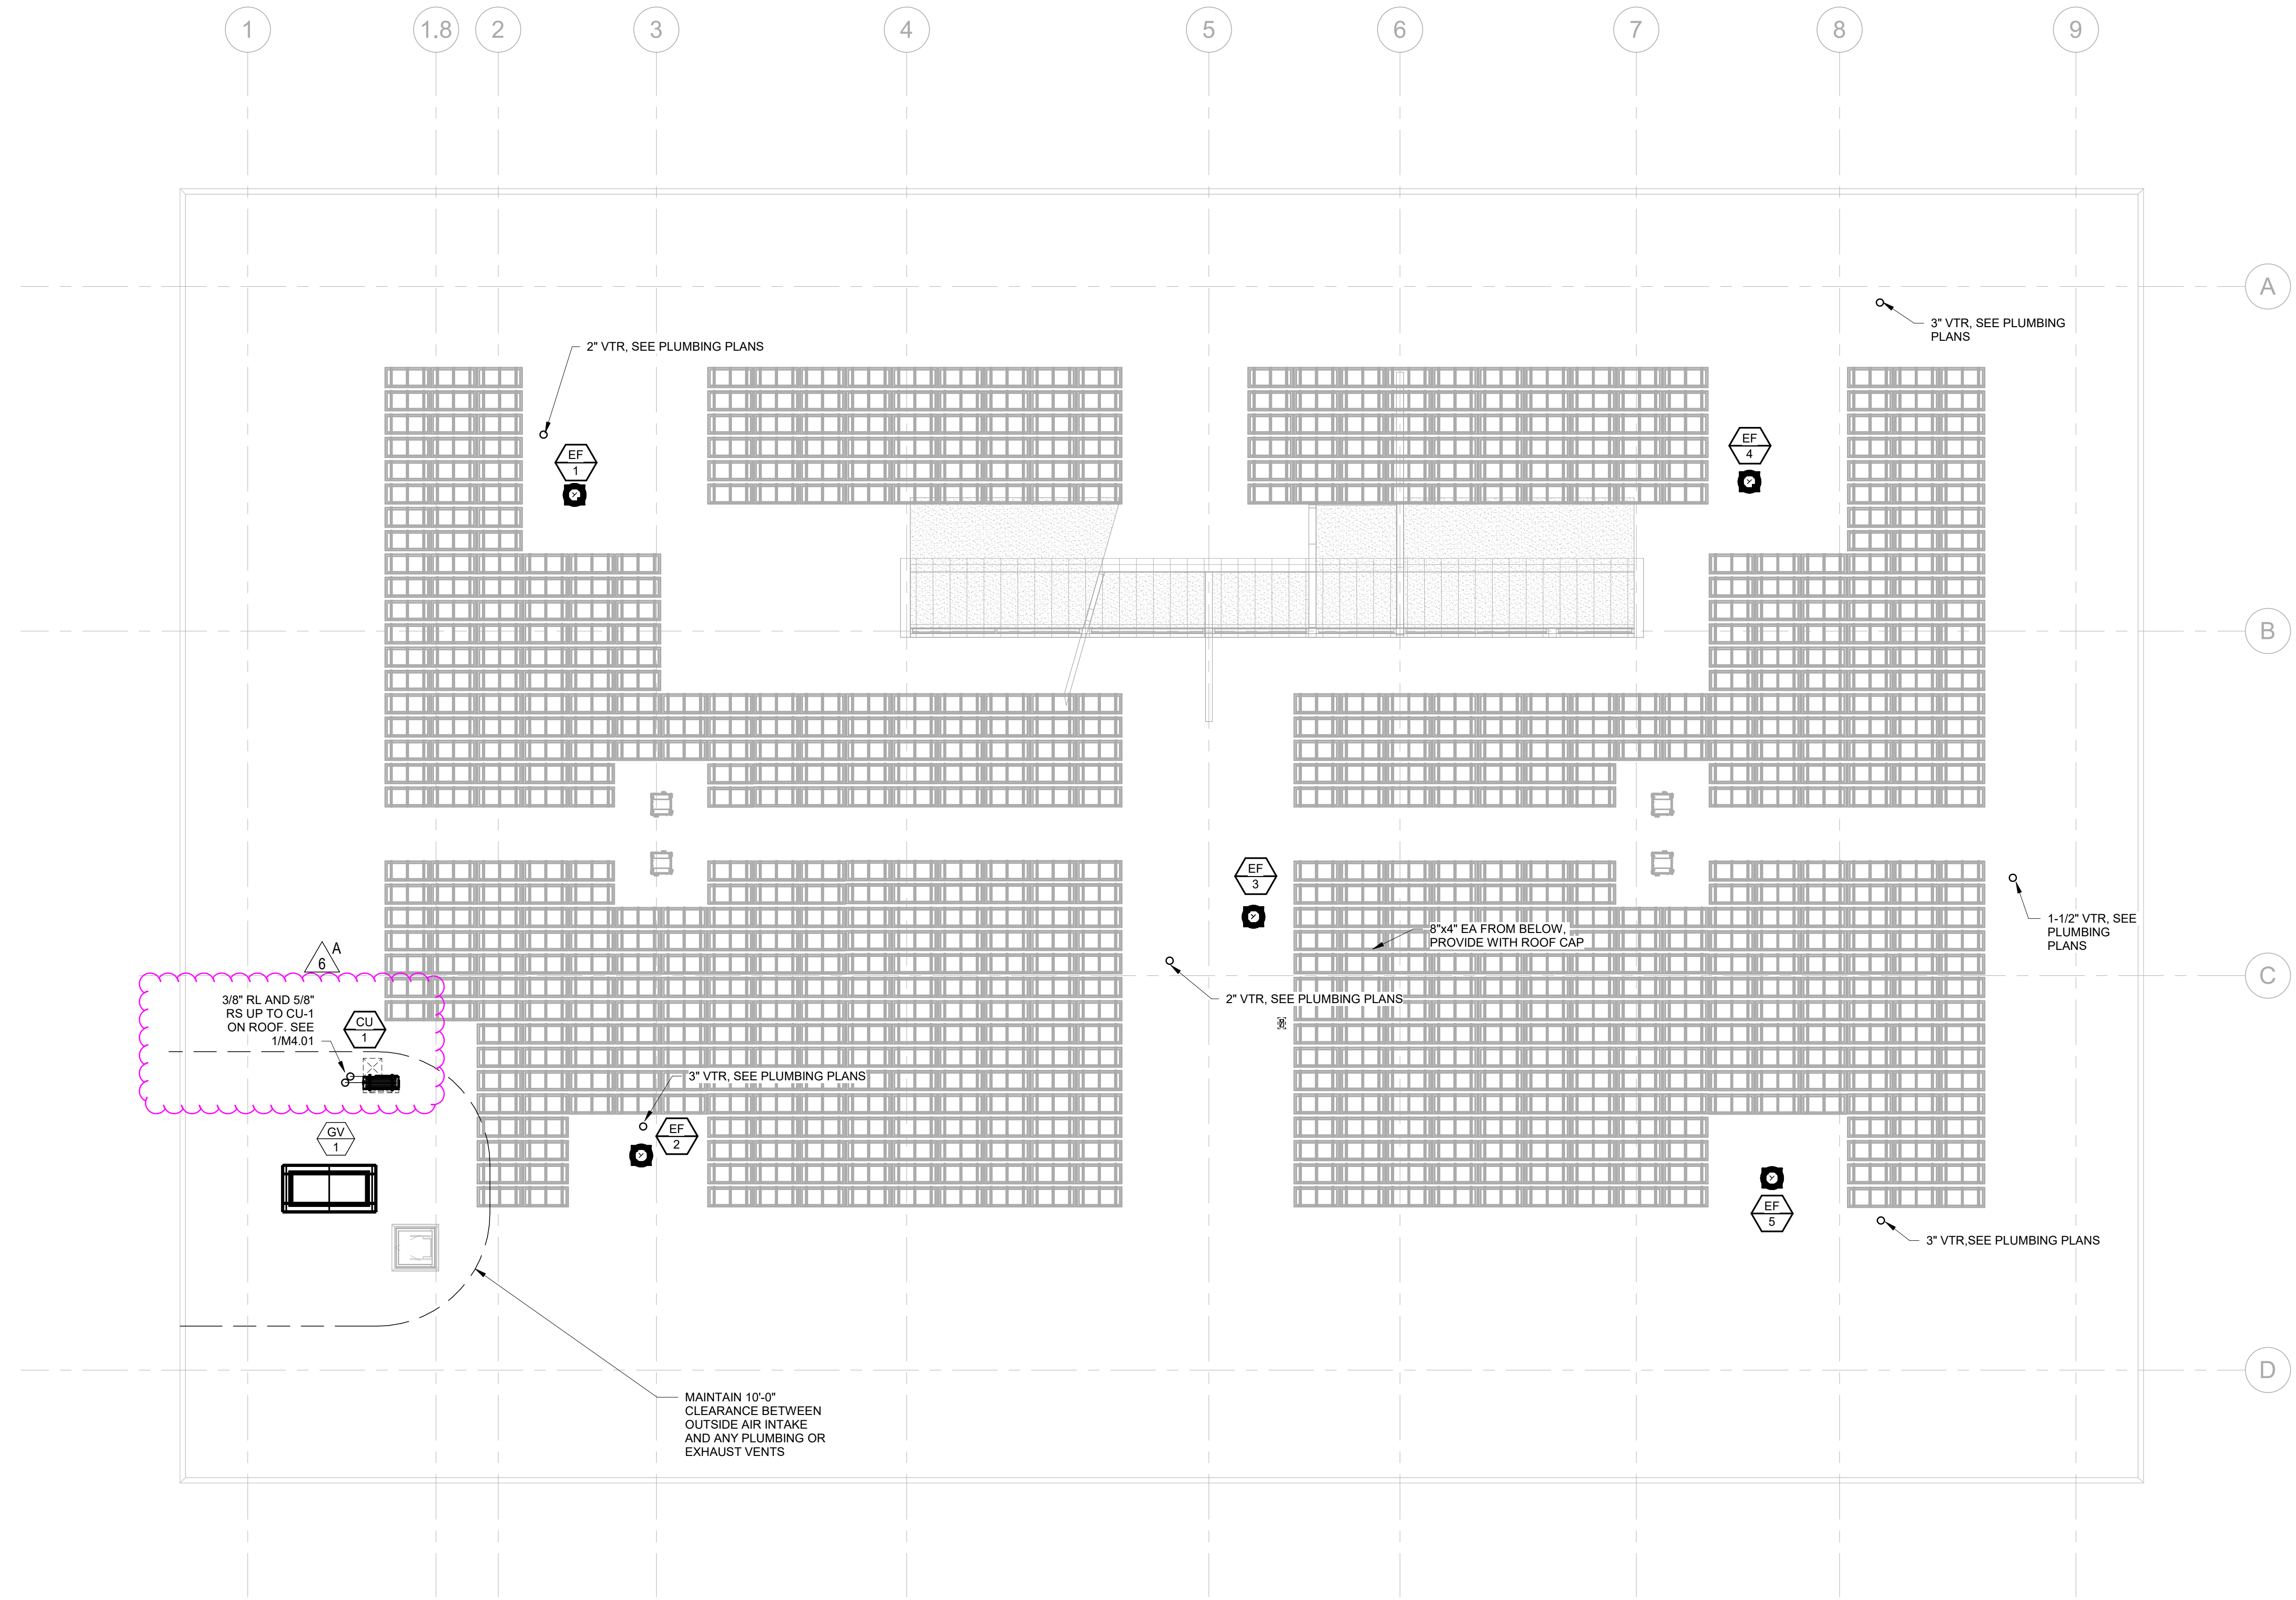 1
1.8
2
3
4
5
6
7
8
9
A
3" VTR, SEE PLUMBING
PLANS
2" VTR, SEE PLUMBING PLANS
EF
4
EF
1
B
EF
3
1-1/2" VTR, SEE
PLUMBING
PLANS
8"x4" EA FROM BELOW,
PROVIDE WITH ROOF CAP
A
6
C
3/8" RL AND 5/8"
RS UP TO CU-1
ON ROOF. SEE
1/M4.01
CU
1
2" VTR, SEE PLUMBING PLANS
3" VTR, SEE PLUMBING PLANS
GV
1
EF
2
EF
5
3" VTR,SEE PLUMBING PLANS
D
MAINTAIN 10'-0"
CLEARANCE BETWEEN
OUTSIDE AIR INTAKE
AND ANY PLUMBING OR
EXHAUST VENTS